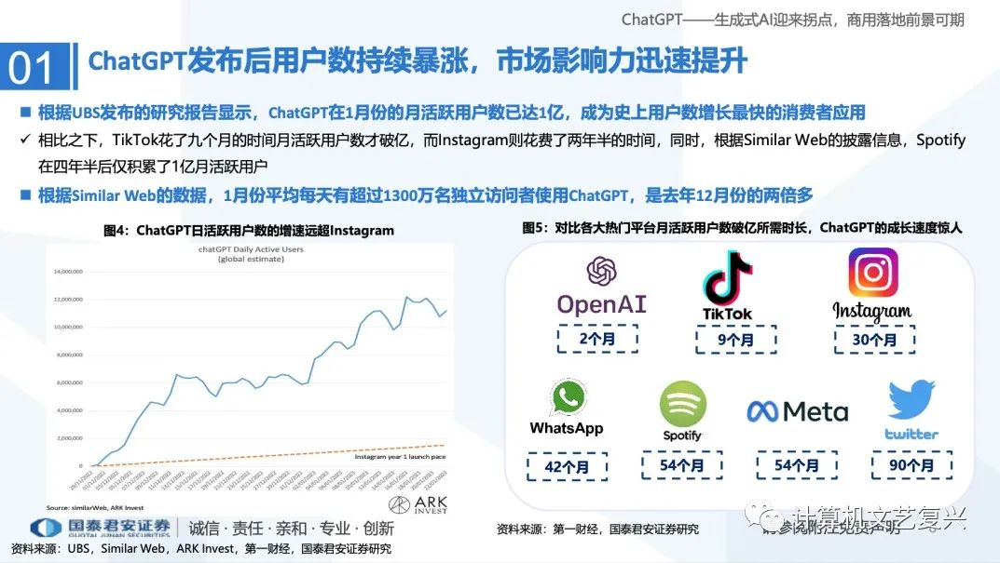 ChatGPT——生成式AI迎来拐点，商用落地前景可期
01
ChatGPT发布后用户数持续暴涨，市场影响力迅速提升
■ 根据UBS发布的研究报告显示，ChatGPT在1月份的月活跃用户数已达1亿，成为史上用户数增长最快的消费者应用
✓ 相比之下，TikTok花了九个月的时间月活跃用户数才破亿，而Instagram则花费了两年半的时间，同时，根据Similar Web的披露信息，Spotify
在四年半后仅积累了1亿月活跃用户
■ 根据Similar Web的数据，1月份平均每天有超过1300万名独立访问者使用ChatGPT，是去年12月份的两倍多
图4：ChatGPT日活跃用户数的增速远超Instagram
chatGPT Daily Active Users
(global estimate)
14,000,000
12,000,000
10,000,000
8,000,000
6,000,000
4,000,000
2,000,000
0
Instagram year 1 launch pace
Source: similarWeb, ARK Invest
ARK
INVEST
图5：对比各大热门平台月活跃用户数破亿所需时长，ChatGPT的成长速度惊人
OpenAI
2个月
TikTok
9个月
Instagram
30个月
WhatsApp
42个月
Spotify
54个月
Meta
54个月
twitter
90个月
国泰君安证券
GUOTAI JUNAN SECURITIES
诚信·责任·亲和·专业·创新
资料来源：UBS，Similar Web，ARK Invest，第一财经，国泰君安证券研究
资料来源：第一财经，国泰君安证券研究
请参阅附注免责声明
计算机文艺复兴